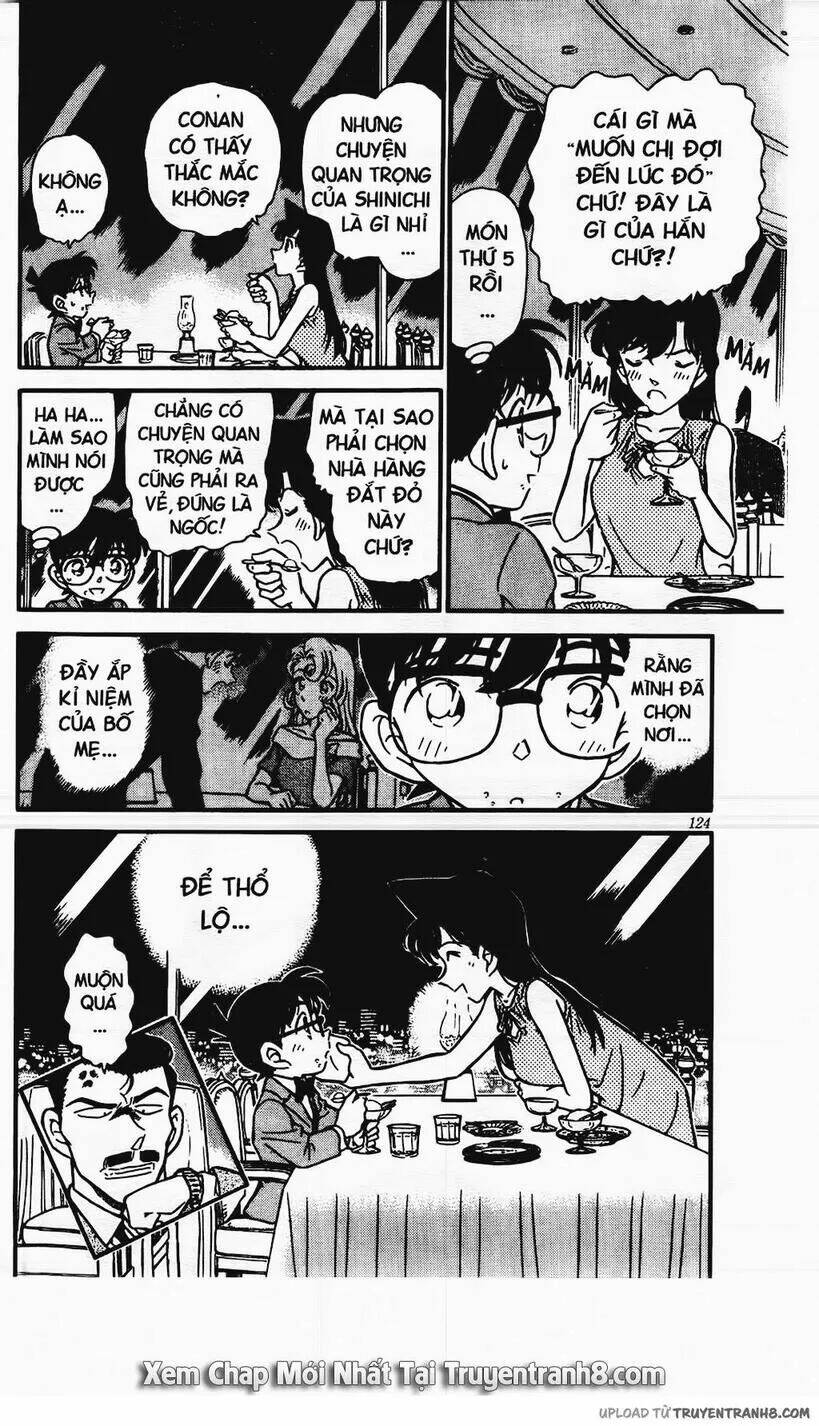 CÁI GÌ MÀ
"MUỐN CHỊ ĐỢI
ĐẾN LÚC ĐÓ"
CHỨ! ĐÂY LÀ
GÌ CỦA HẮN
CHỨ?!
MÓN
THỨ 5
RỒI
...
MĂM
MĂM
NHƯNG
CHUYỆN
QUAN TRỌNG
CỦA SHINICHI
LÀ GÌ NHỈ
...
CONAN
CÓ THẤY
THẮC MẮC
KHÔNG?
KHÔNG
Ạ...
MÀ TẠI SAO
PHẢI CHỌN
NHÀ HÀNG
ĐẮT ĐỎ
NÀY
CHỨ?
CHẲNG CÓ
CHUYỆN QUAN
TRỌNG MÀ
CŨNG PHẢI RA
VẺ, ĐÚNG LÀ
NGỐC!
HA HA...
LÀM SAO
MÌNH NÓI
ĐƯỢC
...
RẰNG
MÌNH ĐÃ
CHỌN
NƠI...
ĐẦY ẮP
KỈ NIỆM
CỦA BỐ
MẸ...
124
ĐỂ THỔ
LỘ...
MUỘN
QUÁ
...
Xem Chap Mới Nhất Tại Truyentranh8.com
UPLOAD TỪ TRUYENTRANH8.COM